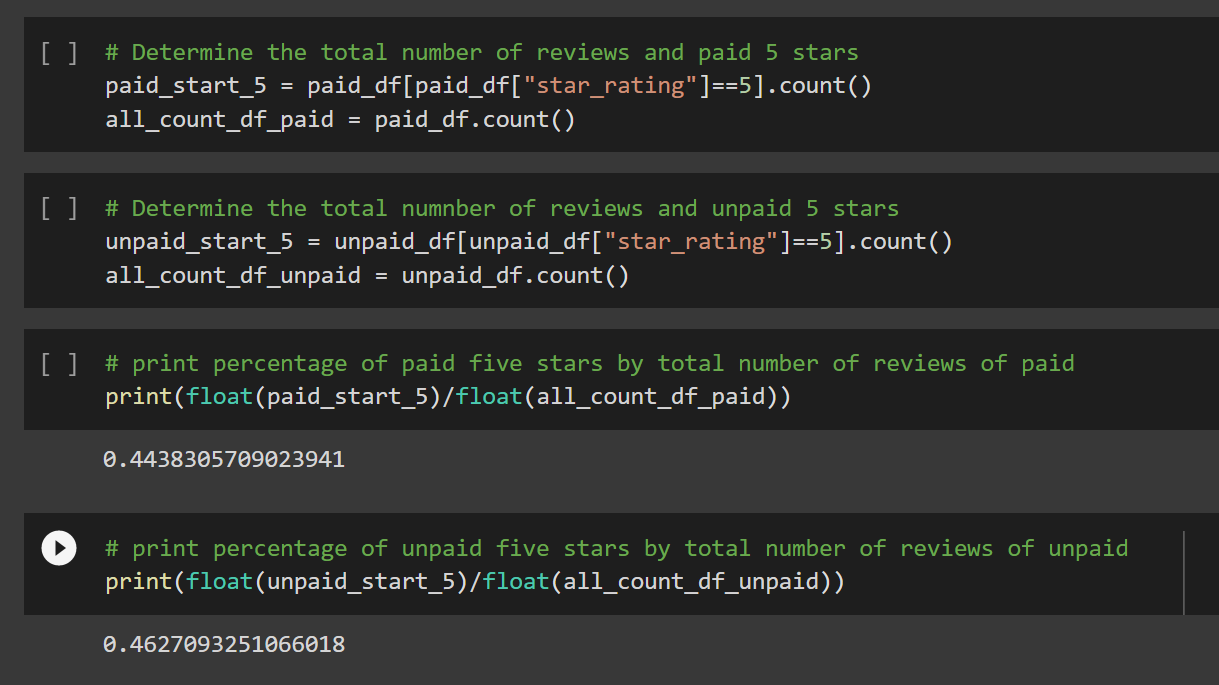 [ ] # Determine the total number of reviews and paid 5 stars
paid_start_5 = paid_df[paid_df["star_rating"]==5].count()
all_count_df_paid = paid_df.count()
[ ] # Determine the total numnber of reviews and unpaid 5 stars
unpaid_start_5 = unpaid_df[unpaid_df["star_rating"]==5].count()
all_count_df_unpaid = unpaid_df.count()
[ ] # print percentage of paid five stars by total number of reviews of paid
print(float(paid_start_5)/float(all_count_df_paid))
0.4438305709023941
# print percentage of unpaid five stars by total number of reviews of unpaid
print(float(unpaid_start_5)/float(all_count_df_unpaid))
0.4627093251066018